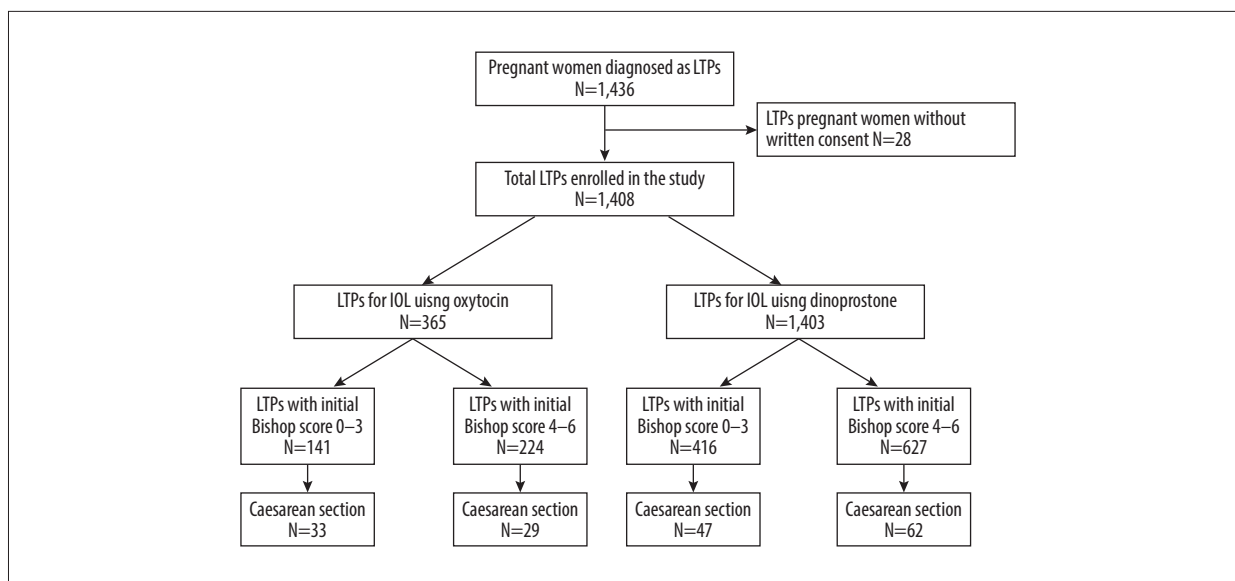 Pregnant women diagnosed as LTPs
N=1,436
LTPs pregnant women without
written consent N=28
Total LTPs enrolled in the study
N=1,408
LTPs for IOL uisng oxytocin
N=365
LTPs for IOL uisng dinoprostone
N=1,403
LTPs with initial
Bishop score 0–3
N=141
LTPs with initial
Bishop score 4–6
N=224
LTPs with initial
Bishop score 0–3
N=416
LTPs with initial
Bishop score 4–6
N=627
Caesarean section
N=33
Caesarean section
N=29
Caesarean section
N=47
Caesarean section
N=62